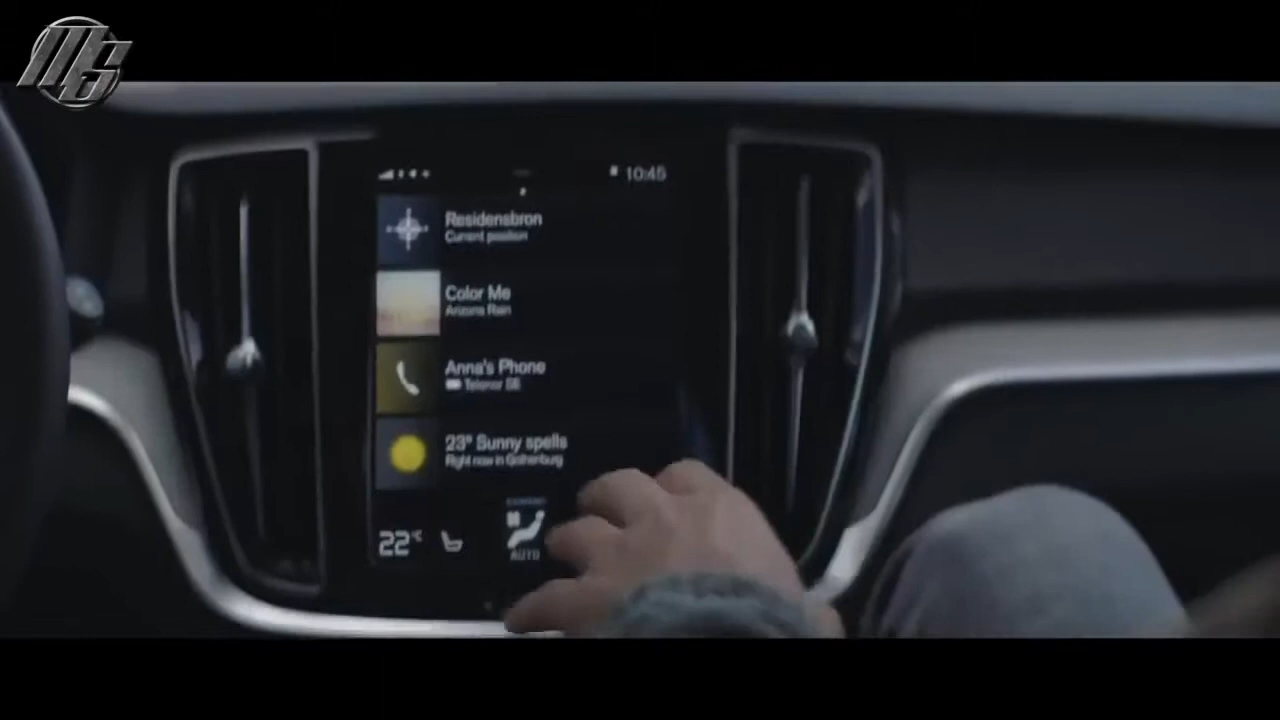 MS
10:45
Residensbron
Current position
Color Me
Arizona Rain
Anna's Phone
Telenor SE
23° Sunny spells
Right now in Gothenburg
22°C
AUTO